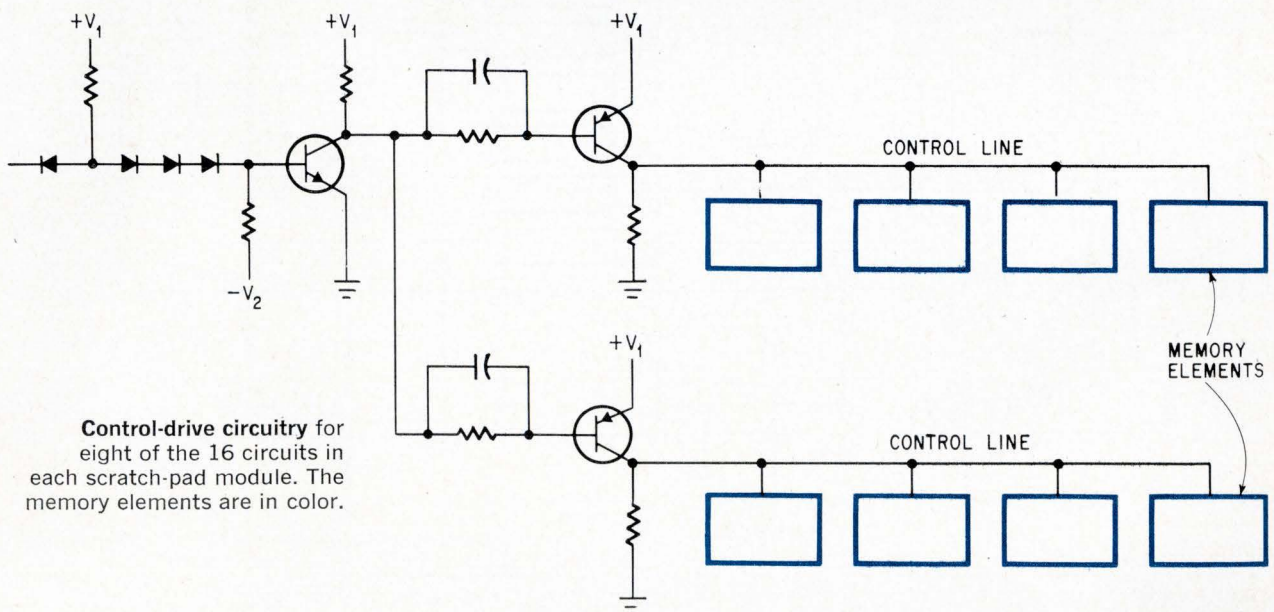 +V₁
+V₁
+V₁
CONTROL LINE
−V₂
+V₁
MEMORY
ELEMENTS
Control-drive circuitry for
eight of the 16 circuits in
each scratch-pad module. The
memory elements are in color.
CONTROL LINE